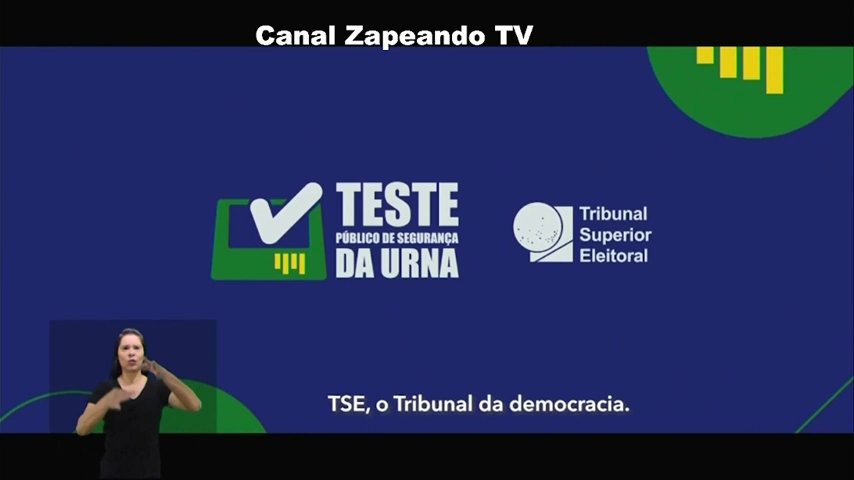 Canal Zapeando TV
TESTE
PÚBLICO DE SEGURANÇA
DA URNA
Tribunal
Superior
Eleitoral
TSE, o Tribunal da democracia.